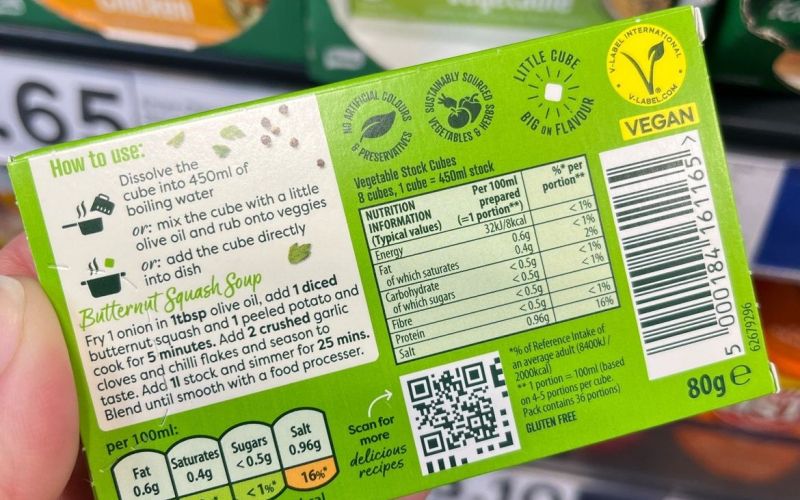 Chicken
Vegetable
.65
How to use:
Dissolve the
cube into 450ml of
boiling water
or: mix the cube with a little
olive oil and rub onto veggies
or: add the cube directly
into dish
Butternut Squash Soup
Fry 1 onion in 1tbsp olive oil, add 1 diced
butternut squash and 1 peeled potato and
cook for 5 minutes. Add 2 crushed garlic
cloves and chilli flakes and season to
taste. Add 1l stock and simmer for 25 mins.
Blend until smooth with a food processer.
per 100ml:
Fat
0.6g
Saturates
0.4g
Sugars
<0.5g
<1%*
Salt
0.96g
16%*
NO ARTIFICIAL COLOURS
& PRESERVATIVES
SUSTAINABLY SOURCED
VEGETABLES & HERBS
LITTLE CUBE
BIG ON FLAVOUR
V-LABEL INTERNATIONAL
V-LABEL.COM
VEGAN
Vegetable Stock Cubes
8 cubes, 1 cube = 450ml stock
NUTRITION
INFORMATION
(Typical values)
Per 100ml
prepared
(=1 portion**)
%* per
portion**
Energy 32kJ/8kcal <1%
Fat 0.6g <1%
of which saturates 0.4g 2%
Carbohydrate <0.5g <1%
of which sugars <0.5g <1%
Fibre <0.5g
Protein <0.5g <1%
Salt 0.96g 16%
Scan for
more
delicious
recipes
*% of Reference Intake of
an average adult (8400kJ/
2000kcal)
** 1 portion = 100ml (based
on 4-5 portions per cube.
Pack contains 36 portions)
GLUTEN FREE
5 000184 161165 >
62679296
80g e